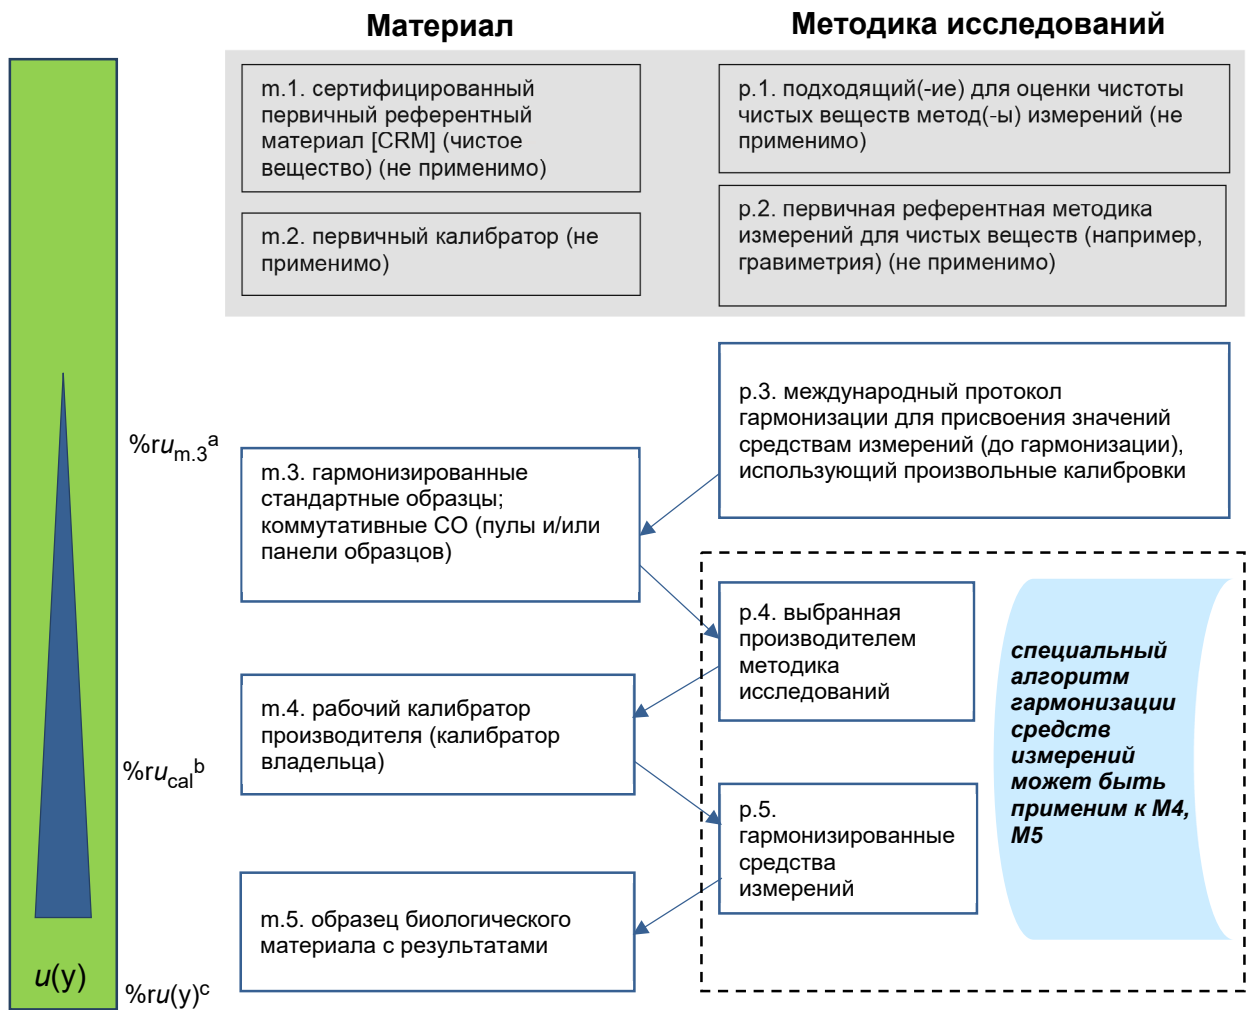 Материал
Методика исследований
m.1. сертифицированный
первичный референтный
материал [CRM] (чистое
вещество) (не применимо)
p.1. подходящий(-ие) для оценки чистоты
чистых веществ метод(-ы) измерений (не
применимо)
m.2. первичный калибратор (не
применимо)
p.2. первичная референтная методика
измерений для чистых веществ (например,
гравиметрия) (не применимо)
p.3. международный протокол
гармонизации для присвоения значений
средствам измерений (до гармонизации),
использующий произвольные калибровки
%ru_m.3^a
m.3. гармонизированные
стандартные образцы;
коммутативные СО (пулы и/или
панели образцов)
p.4. выбранная
производителем
методика
исследований
специальный
алгоритм
гармонизации
средств
измерений
может быть
применим к М4,
М5
m.4. рабочий калибратор
производителя (калибратор
владельца)
%ru_cal^b
p.5.
гармонизированные
средства
измерений
m.5. образец биологического
материала с результатами
u(y)
%ru(y)^c